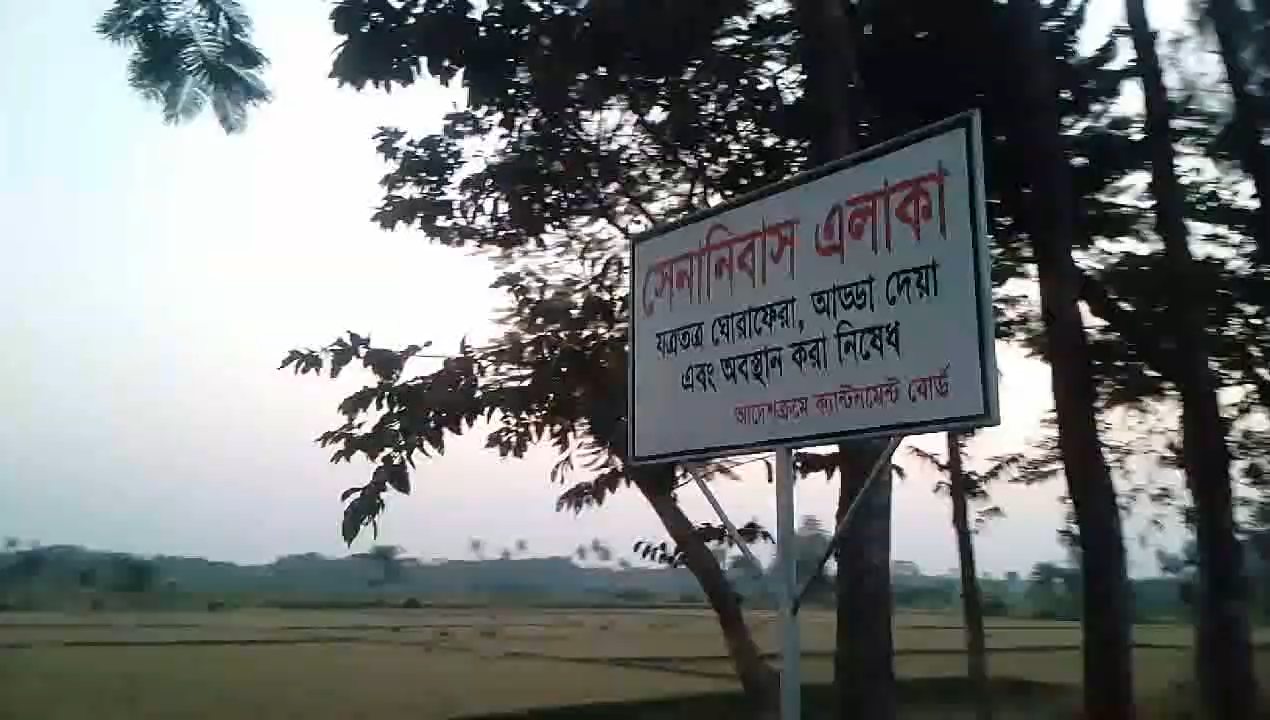 সেনানিবাস এলাকা
যত্রতত্র ঘোরাফেরা, আড্ডা দেয়া
এবং অবস্থান করা নিষেধ
আদেশক্রমে ক্যান্টনমেন্ট বোর্ড